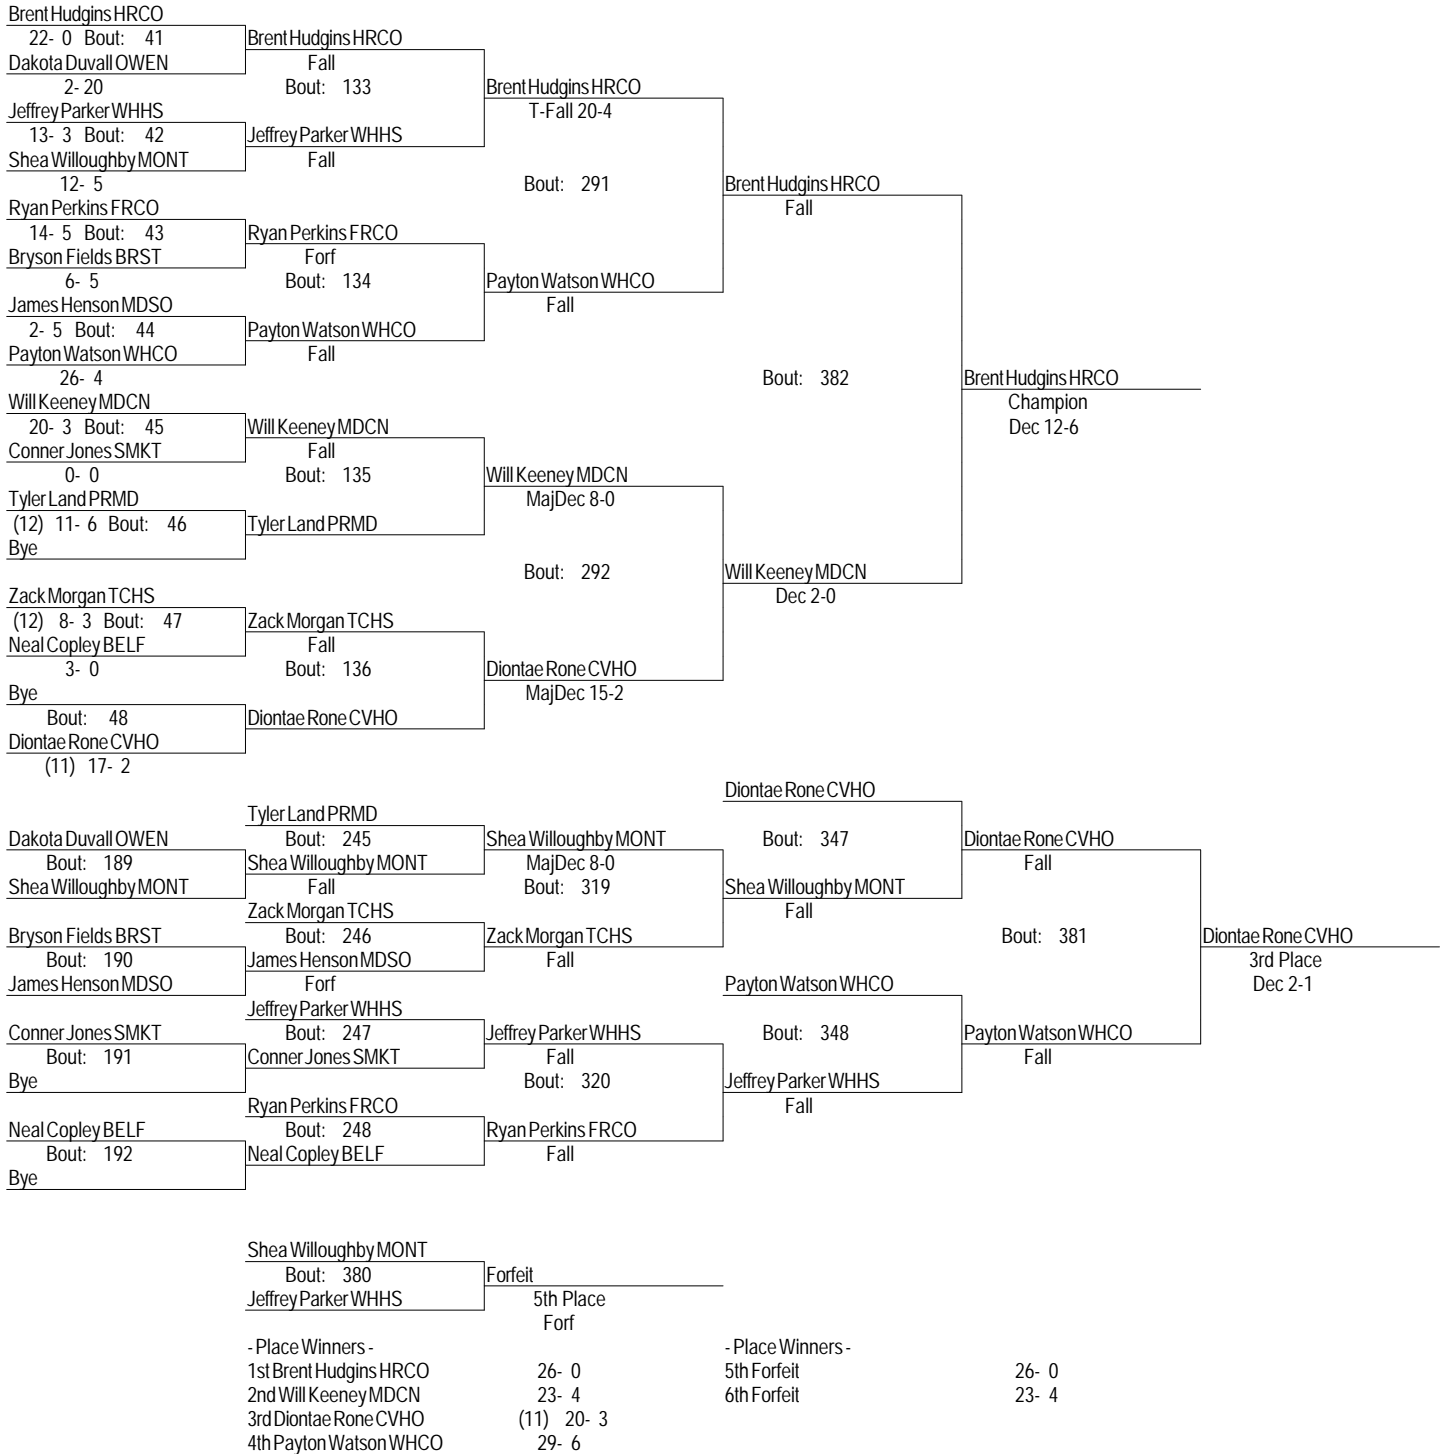 Brent Hudgins HRCO
22- 0 Bout: 41 Brent Hudgins HRCO
Dakota Duvall OWEN Fall
2- 20 Bout: 133 Brent Hudgins HRCO
Jeffrey Parker WHHS T-Fall 20-4
13- 3 Bout: 42 Jeffrey Parker WHHS
Shea Willoughby MONT Fall
12- 5 Bout: 291 Brent Hudgins HRCO
Ryan Perkins FRCO Fall
14- 5 Bout: 43 Ryan Perkins FRCO
Bryson Fields BRST Forf
6- 5 Bout: 134 Payton Watson WHCO
James Henson MDSO Fall
2- 5 Bout: 44 Payton Watson WHCO
Payton Watson WHCO Fall
26- 4 Bout: 382 Brent Hudgins HRCO
Will Keeney MDCN Champion
20- 3 Bout: 45 Will Keeney MDCN Dec 12-6
Conner Jones SMKT Fall
0- 0 Bout: 135 Will Keeney MDCN
Tyler Land PRMD MajDec 8-0
(12) 11- 6 Bout: 46 Tyler Land PRMD
Bye
Bout: 292 Will Keeney MDCN
Zack Morgan TCHS Dec 2-0
(12) 8- 3 Bout: 47 Zack Morgan TCHS
Neal Copley BELF Fall
3- 0 Bout: 136 Diontae Rone CVHO
Bye MajDec 15-2
Bout: 48 Diontae Rone CVHO
Diontae Rone CVHO
(11) 17- 2
Diontae Rone CVHO
Tyler Land PRMD
Dakota Duvall OWEN Bout: 245 Shea Willoughby MONT Bout: 347 Diontae Rone CVHO
Bout: 189 Shea Willoughby MONT MajDec 8-0 Fall
Shea Willoughby MONT Fall Bout: 319 Shea Willoughby MONT
Zack Morgan TCHS Fall
Bryson Fields BRST Bout: 246 Zack Morgan TCHS Bout: 381 Diontae Rone CVHO
Bout: 190 James Henson MDSO Fall 3rd Place
James Henson MDSO Forf Payton Watson WHCO Dec 2-1
Jeffrey Parker WHHS
Conner Jones SMKT Bout: 247 Jeffrey Parker WHHS Bout: 348 Payton Watson WHCO
Bout: 191 Conner Jones SMKT Fall Fall
Bye Bout: 320 Jeffrey Parker WHHS
Ryan Perkins FRCO Fall
Neal Copley BELF Bout: 248 Ryan Perkins FRCO
Bout: 192 Neal Copley BELF Fall
Bye
Shea Willoughby MONT
Bout: 380 Forfeit
Jeffrey Parker WHHS 5th Place
Forf
- Place Winners - - Place Winners -
1st Brent Hudgins HRCO 26- 0 5th Forfeit 26- 0
2nd Will Keeney MDCN 23- 4 6th Forfeit 23- 4
3rd Diontae Rone CVHO (11) 20- 3
4th Payton Watson WHCO 29- 6